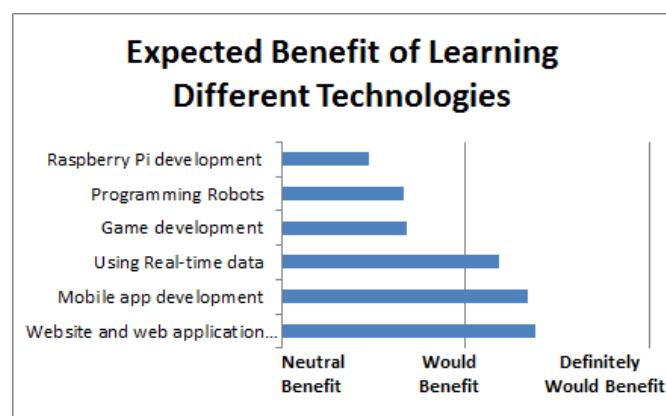 Expected Benefit of Learning
Different Technologies
Raspberry Pi development
Programming Robots
Game development
Using Real-time data
Mobile app development
Website and web application...
Neutral Would Definitely
Benefit Benefit Would Benefit